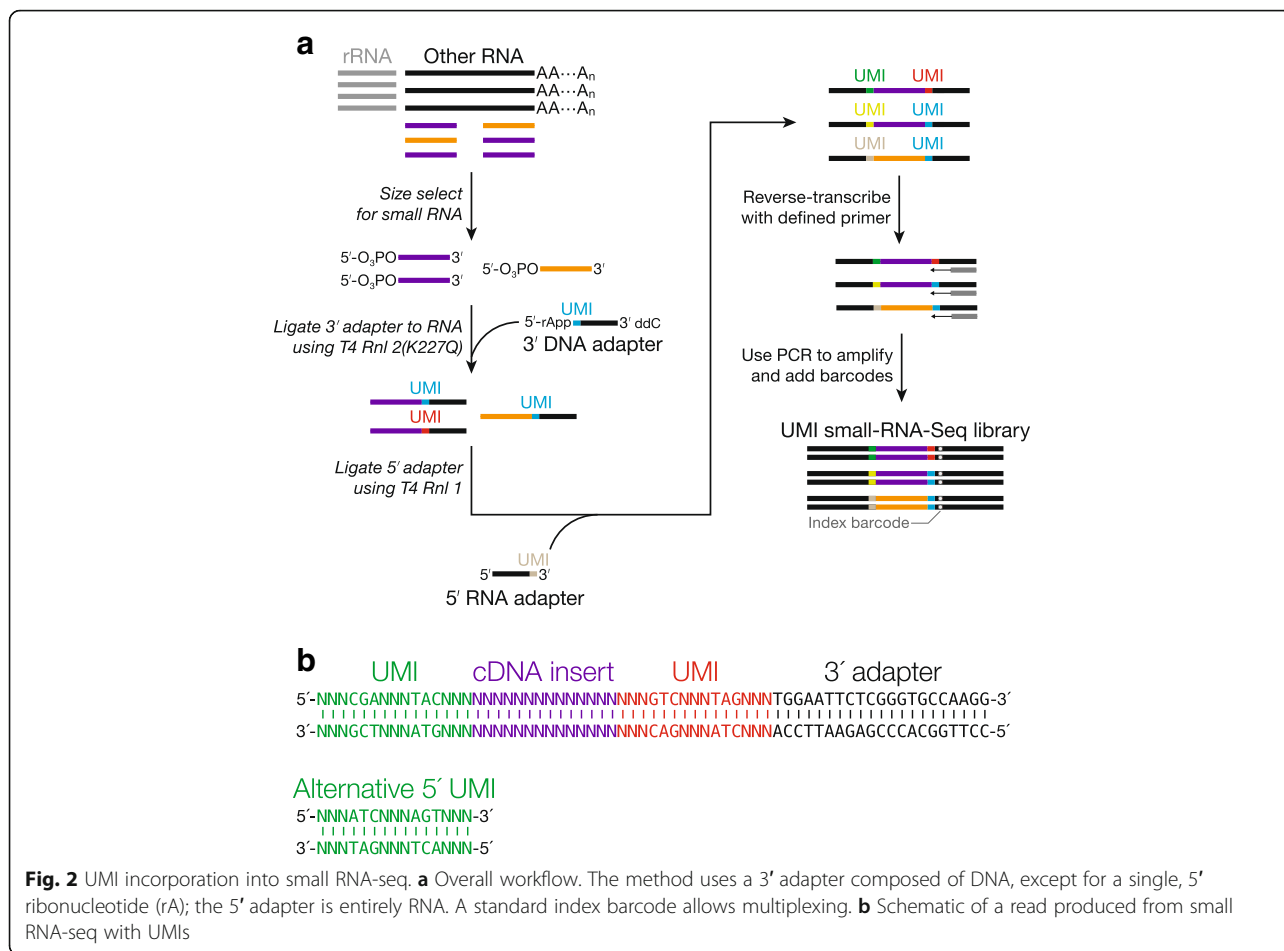 a
rRNA Other RNA
AA···Aₙ
AA···Aₙ
AA···Aₙ
Size select
for small RNA
5′-O₃PO 3′
5′-O₃PO 3′
5′-O₃PO 3′
Ligate 3′ adapter to RNA
using T4 Rnl 2(K227Q)
UMI
5′-rApp 3′ ddC
3′ DNA adapter
UMI
UMI
UMI
Ligate 5′ adapter
using T4 Rnl 1
UMI
5′ 3′
5′ RNA adapter
UMI UMI
UMI UMI
UMI UMI
Reverse-transcribe
with defined primer
Use PCR to amplify
and add barcodes
UMI small-RNA-Seq library
Index barcode
b
UMI cDNA insert UMI 3′ adapter
5′-NNNCGANNNTACNNNNNNNNNNNNNNNNNNNNGTCNNNTAGNNNTGGAATTCTCGGGTGCCAAGG-3′
3′-NNNGCTNNNATGNNNNNNNNNNNNNNNNNNNNCAGNNNATCNNNACCTTAAGAGCCCACGGTTCC-5′
Alternative 5′ UMI
5′-NNNATCNNNAGTNNN-3′
3′-NNNTAGNNNTCANNN-5′
Fig. 2 UMI incorporation into small RNA-seq. a Overall workflow. The method uses a 3′ adapter composed of DNA, except for a single, 5′
ribonucleotide (rA); the 5′ adapter is entirely RNA. A standard index barcode allows multiplexing. b Schematic of a read produced from small
RNA-seq with UMIs